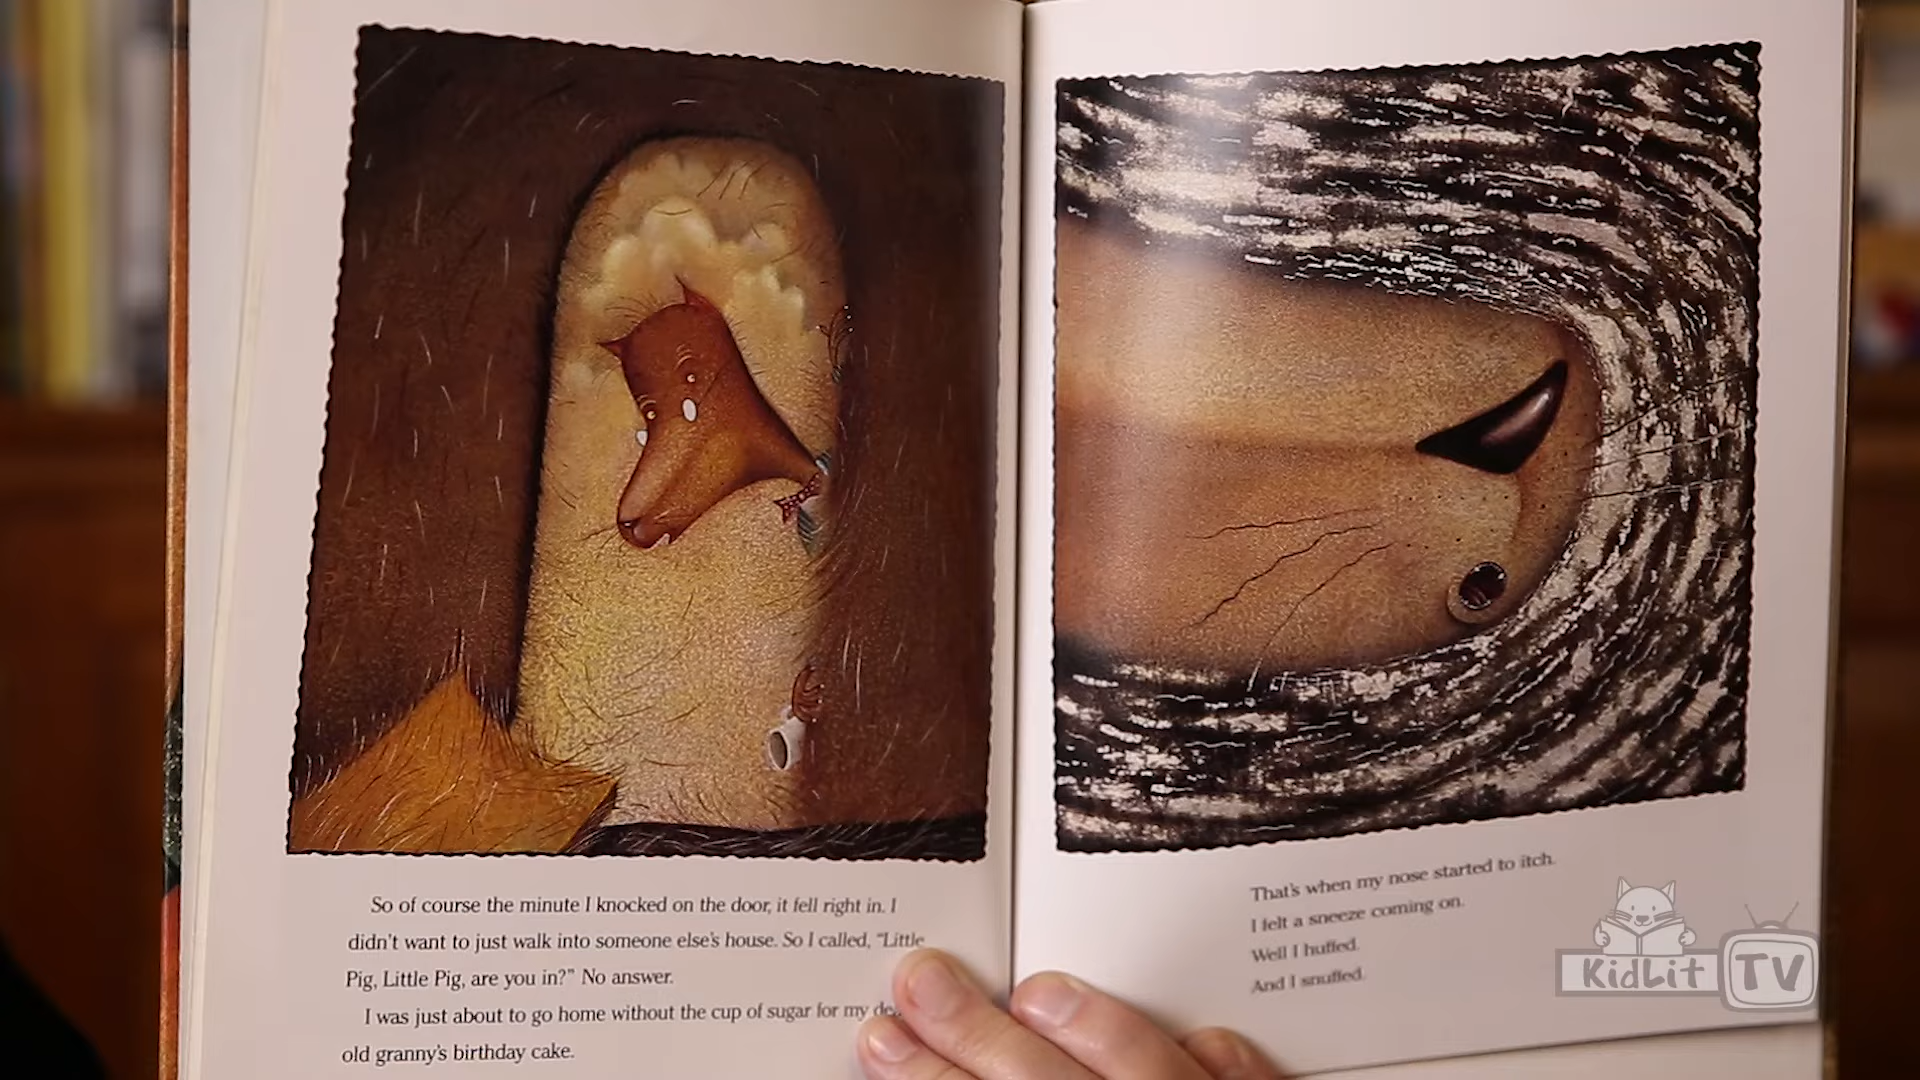 So of course the minute I knocked on the door, it fell right in. I
didn't want to just walk into someone else's house. So I called, "Little
Pig, Little Pig, are you in?" No answer.
I was just about to go home without the cup of sugar for my
old granny's birthday cake.
That's when my nose started to itch.
I felt a sneeze coming on.
Well I huffed.
And I snuffed.
KidLit TV